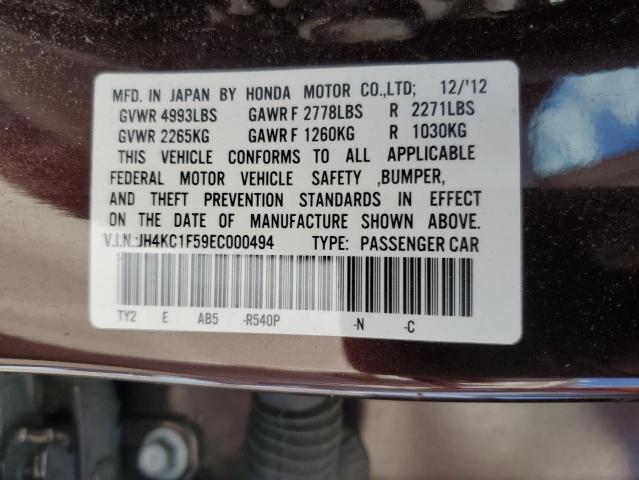 MFD. IN JAPAN BY HONDA MOTOR CO.,LTD; 12/'12
GVWR 4993LBS GAWR F 2778LBS R 2271LBS
GVWR 2265KG GAWR F 1260KG R 1030KG
THIS VEHICLE CONFORMS TO ALL APPLICABLE
FEDERAL MOTOR VEHICLE SAFETY ,BUMPER,
AND THEFT PREVENTION STANDARDS IN EFFECT
ON THE DATE OF MANUFACTURE SHOWN ABOVE.
V.I.N.:JH4KC1F59EC000494 TYPE: PASSENGER CAR
TY2 E AB5 -R540P -N -C